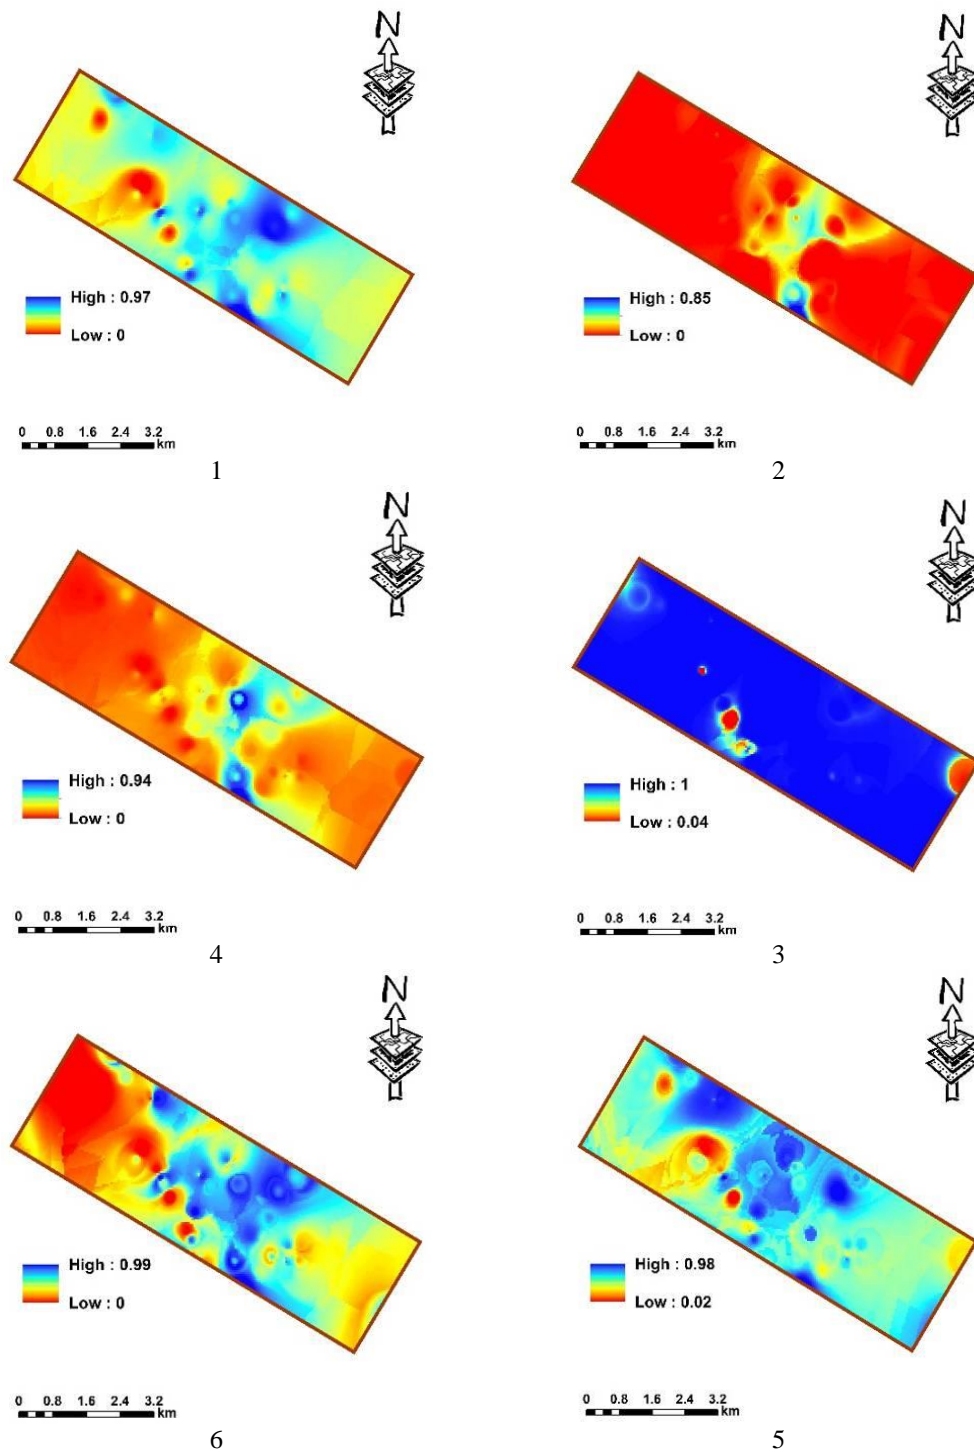 N
High : 0.97
Low : 0
0 0.8 1.6 2.4 3.2
km
1
N
High : 0.85
Low : 0
0 0.8 1.6 2.4 3.2
km
2
N
High : 0.94
Low : 0
0 0.8 1.6 2.4 3.2
km
4
N
High : 1
Low : 0.04
0 0.8 1.6 2.4 3.2
km
3
N
High : 0.99
Low : 0
0 0.8 1.6 2.4 3.2
km
6
N
High : 0.98
Low : 0.02
0 0.8 1.6 2.4 3.2
km
5